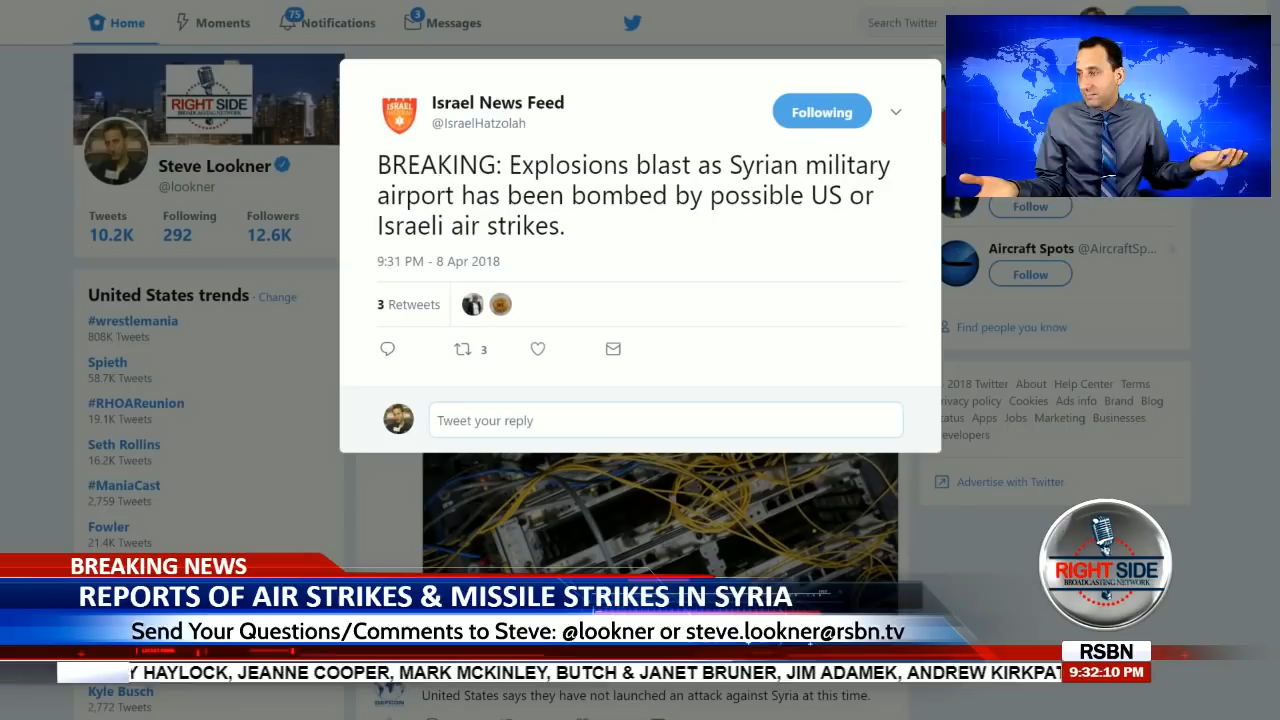 Home
Moments
75
Notifications
3
Messages
Search Twitter
RIGHT SIDE
BROADCASTING NETWORK
Steve Lookner
@lookner
Tweets Following Followers
10.2K 292 12.6K
United States trends · Change
#wrestlemania
808K Tweets
Spieth
58.7K Tweets
#RHOAReunion
19.1K Tweets
Seth Rollins
16.2K Tweets
#ManiaCast
2,759 Tweets
Fowler
21.4K Tweets
Kyle Busch
2,772 Tweets
ISRAEL
Israel News Feed
@IsraelHatzolah
Following
BREAKING: Explosions blast as Syrian military
airport has been bombed by possible US or
Israeli air strikes.
9:31 PM - 8 Apr 2018
3 Retweets
3
Tweet your reply
Follow
Aircraft Spots @AircraftSp...
Follow
Find people you know
2018 Twitter About Help Center Terms
rivacy policy Cookies Ads info Brand Blog
tatus Apps Jobs Marketing Businesses
evelopers
Advertise with Twitter
BREAKING NEWS
REPORTS OF AIR STRIKES & MISSILE STRIKES IN SYRIA
Send Your Questions/Comments to Steve: @lookner or steve.lookner@rsbn.tv
RIGHT SIDE
BROADCASTING NETWORK
RSBN
9:32:10 PM
Y HAYLOCK, JEANNE COOPER, MARK MCKINLEY, BUTCH & JANET BRUNER, JIM ADAMEK, ANDREW KIRKPAT
United States says they have not launched an attack against Syria at this time.